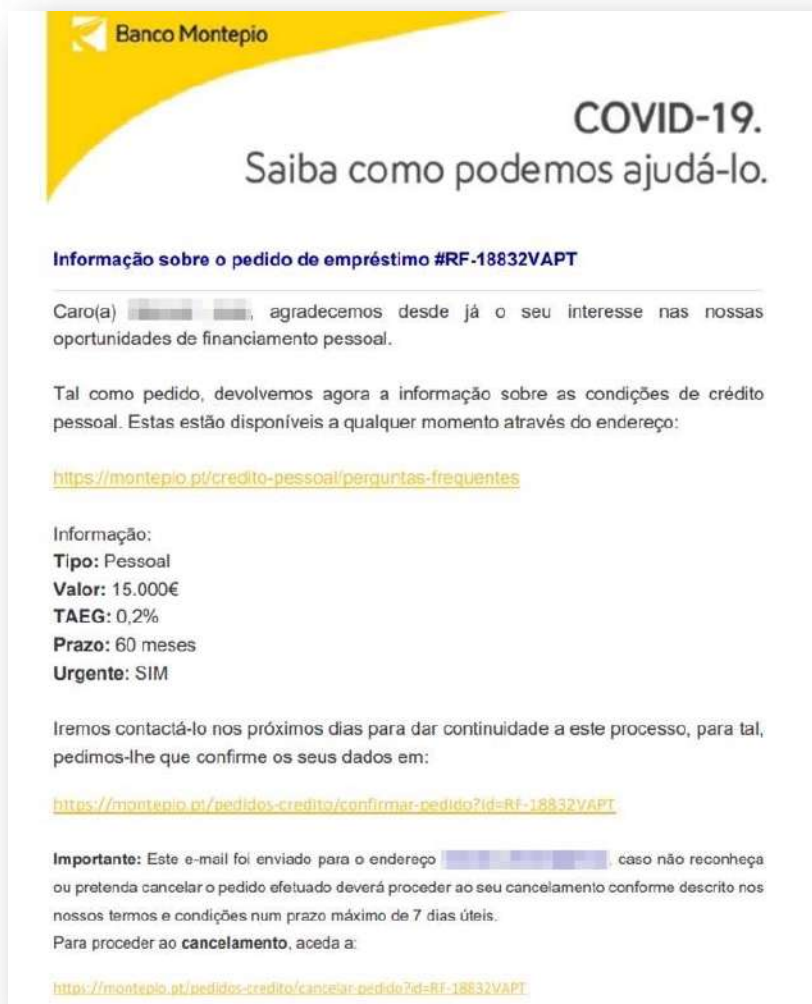 Banco Montepio
COVID-19.
Saiba como podemos ajudá-lo.
Informação sobre o pedido de empréstimo #RF-18832VAPT
Caro(a) , agradecemos desde já o seu interesse nas nossas
oportunidades de financiamento pessoal.
Tal como pedido, devolvemos agora a informação sobre as condições de crédito
pessoal. Estas estão disponíveis a qualquer momento através do endereço:
https://montepio.pt/credito-pessoal/perguntas-frequentes
Informação:
Tipo: Pessoal
Valor: 15.000€
TAEG: 0,2%
Prazo: 60 meses
Urgente: SIM
Iremos contactá-lo nos próximos dias para dar continuidade a este processo, para tal,
pedimos-lhe que confirme os seus dados em:
https://montepio.pt/pedidos-credito/confirmar-pedido?id=RF-18832VAPT
Importante: Este e-mail foi enviado para o endereço , caso não reconheça
ou pretenda cancelar o pedido efetuado deverá proceder ao seu cancelamento conforme descrito nos
nossos termos e condições num prazo máximo de 7 dias úteis.
Para proceder ao cancelamento, aceda a:
https://montepio.pt/pedidos-credito/cancelar-pedido?id=RF-18832VAPT